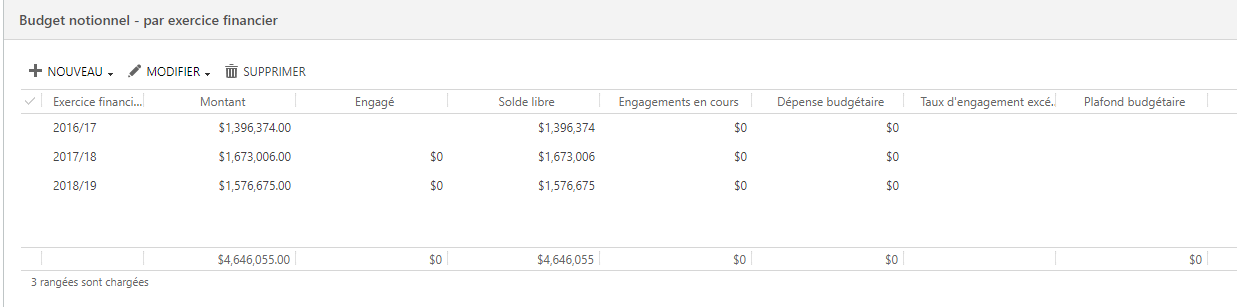 Budget notionnel - par exercice financier
NOUVEAU MODIFIER SUPPRIMER
Exercice financi... Montant Engagé Solde libre Engagements en cours Dépense budgétaire Taux d'engagement excé.. Plafond budgétaire
2016/17 $1,396,374.00 $1,396,374 $0 $0
2017/18 $1,673,006.00 $0 $1,673,006 $0 $0
2018/19 $1,576,675.00 $0 $1,576,675 $0 $0
$4,646,055.00 $0 $4,646,055 $0 $0 $0
3 rangées sont chargées